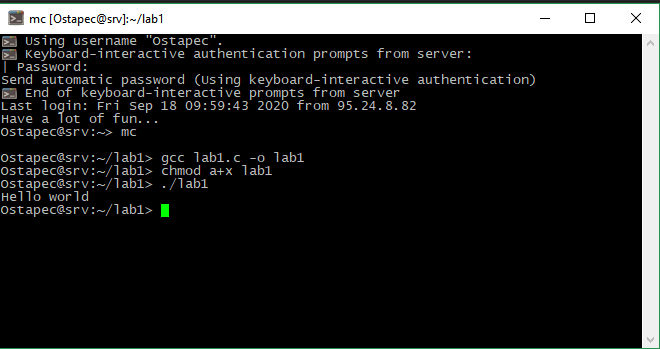 mc [Ostapec@srv]:~/lab1
Using username "Ostapec".
Keyboard-interactive authentication prompts from server:
| Password:
Send automatic password (Using keyboard-interactive authentication)
End of keyboard-interactive prompts from server
Last login: Fri Sep 18 09:59:43 2020 from 95.24.8.82
Have a lot of fun...
Ostapec@srv:~> mc
Ostapec@srv:~/lab1> gcc lab1.c -o lab1
Ostapec@srv:~/lab1> chmod a+x lab1
Ostapec@srv:~/lab1> ./lab1
Hello world
Ostapec@srv:~/lab1>